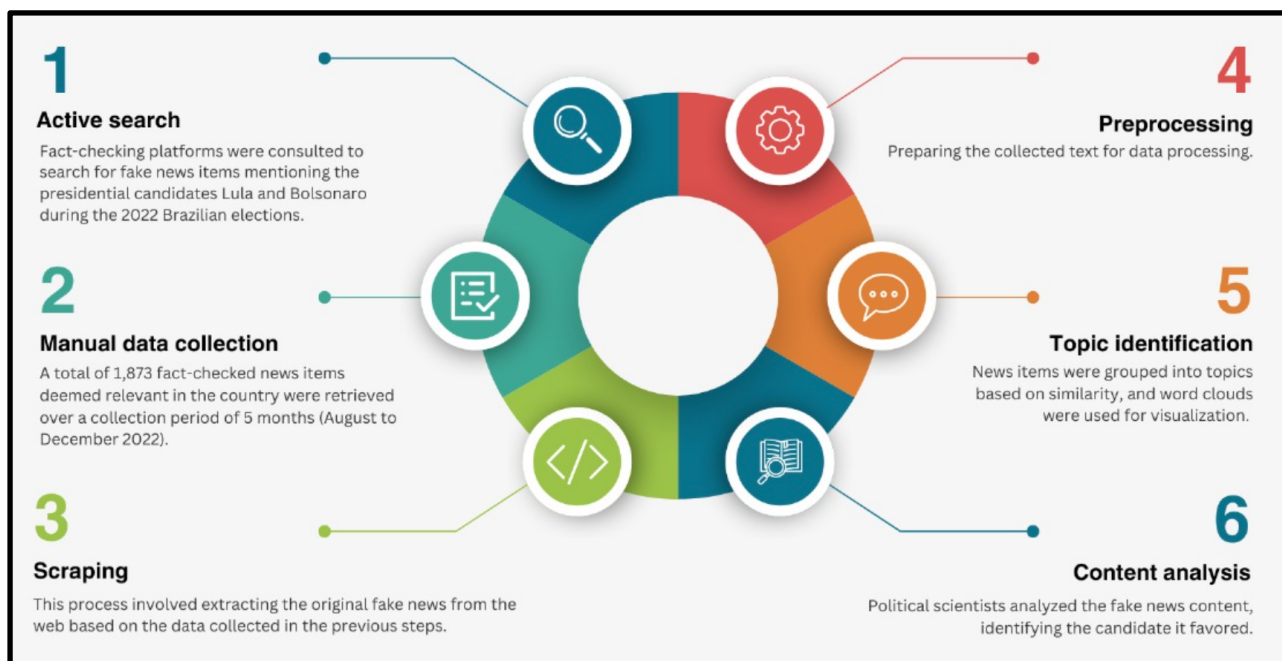 1
Active search
Fact-checking platforms were consulted to
search for fake news items mentioning the
presidential candidates Lula and Bolsonaro
during the 2022 Brazilian elections.
2
Manual data collection
A total of 1,873 fact-checked news items
deemed relevant in the country were retrieved
over a collection period of 5 months (August to
December 2022).
3
Scraping
This process involved extracting the original fake news from the
web based on the data collected in the previous steps.
4
Preprocessing
Preparing the collected text for data processing.
5
Topic identification
News items were grouped into topics
based on similarity, and word clouds
were used for visualization.
6
Content analysis
Political scientists analyzed the fake news content,
identifying the candidate it favored.